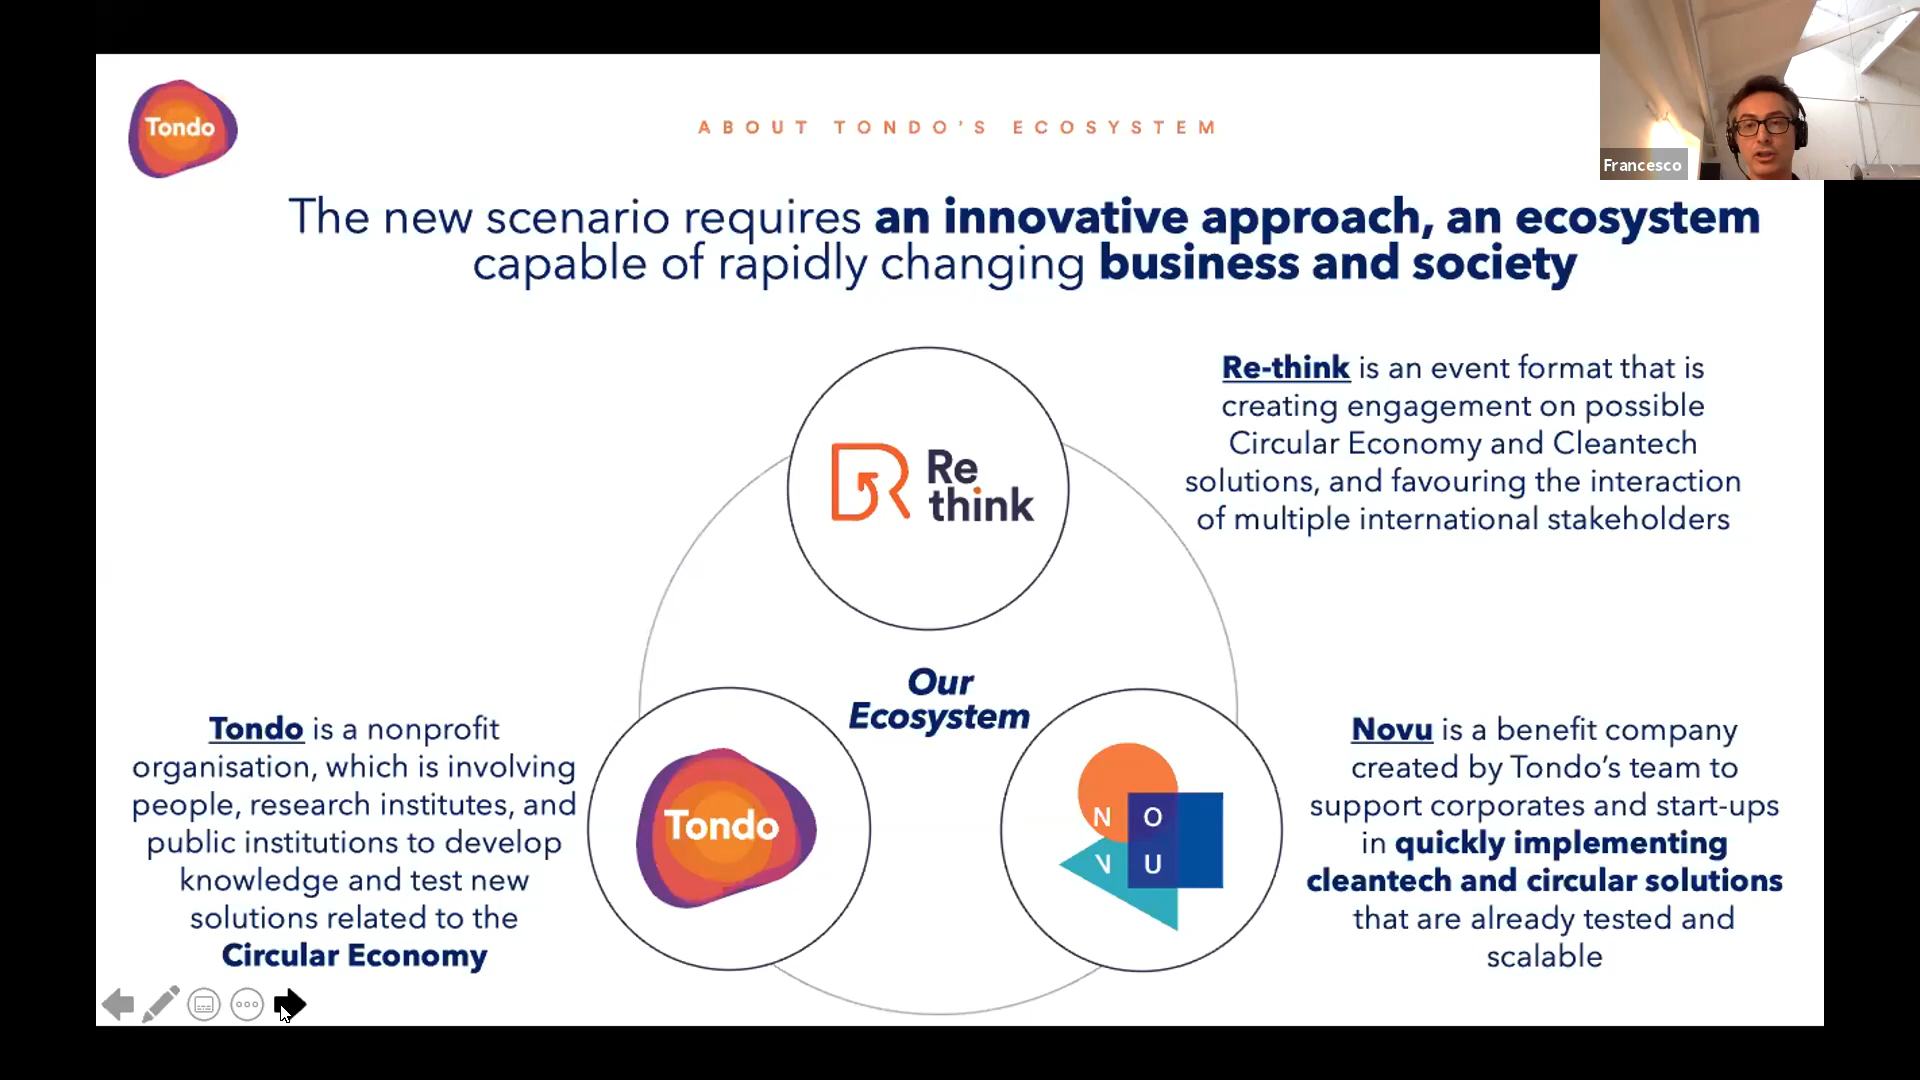 Tondo
ABOUT TONDO'S ECOSYSTEM
Francesco
The new scenario requires an innovative approach, an ecosystem
capable of rapidly changing business and society
Re
think
Re-think is an event format that is
creating engagement on possible
Circular Economy and Cleantech
solutions, and favouring the interaction
of multiple international stakeholders
Our
Ecosystem
Tondo is a nonprofit
organisation, which is involving
people, research institutes, and
public institutions to develop
knowledge and test new
solutions related to the
Circular Economy
Tondo
N O
V U
Novu is a benefit company
created by Tondo's team to
support corporates and start-ups
in quickly implementing
cleantech and circular solutions
that are already tested and
scalable